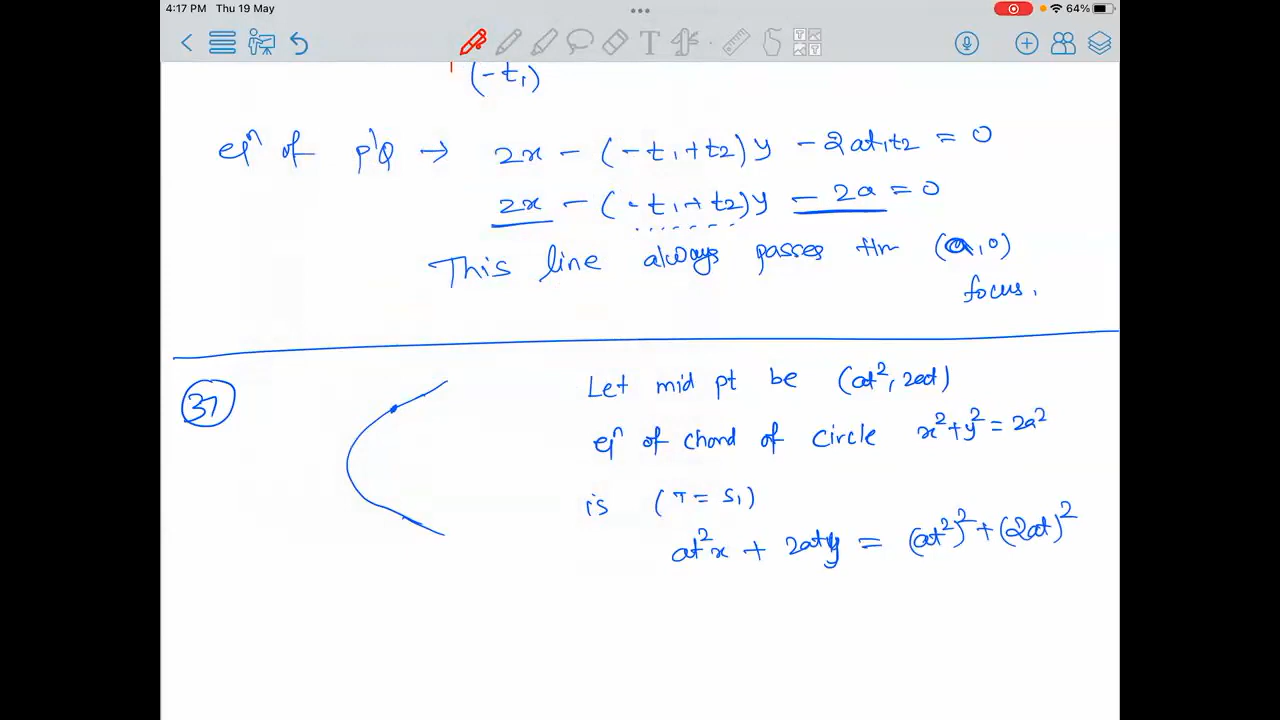 4:17 PM Thu 19 May
64%
(-t₁)
eqⁿ of p'Q → 2x - (-t₁+t₂)y - 2at₁t₂ = 0
2x - (-t₁+t₂)y - 2a = 0
This line always passes thr (a,0)
focus.
37
Let mid pt be (at², 2at)
eqⁿ of chord of circle x²+y²=2a²
is (T = S₁)
at²x + 2aty = (at²)²+(2at)²